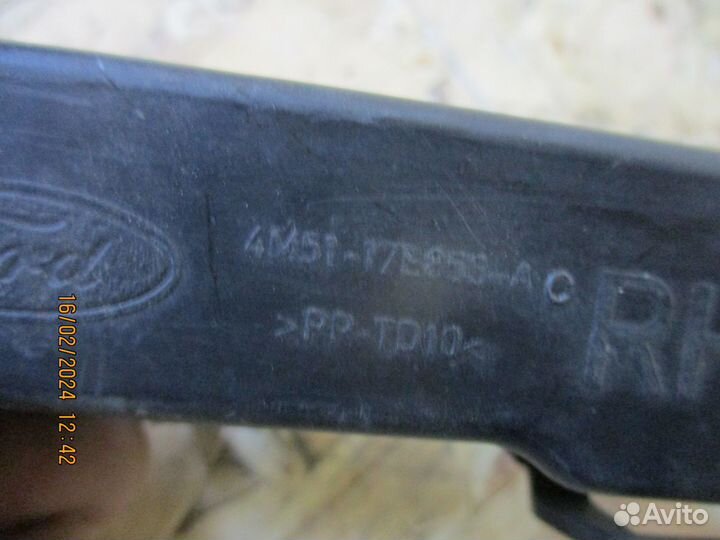 Ford
4M51-17E855-AC
>PP-TD10<
RH
16/02/2024 12:42
Avito